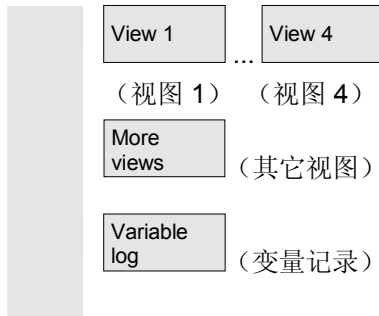 View 1 ... View 4
（视图 1） （视图 4）
More
views （其它视图）
Variable
log （变量记录）